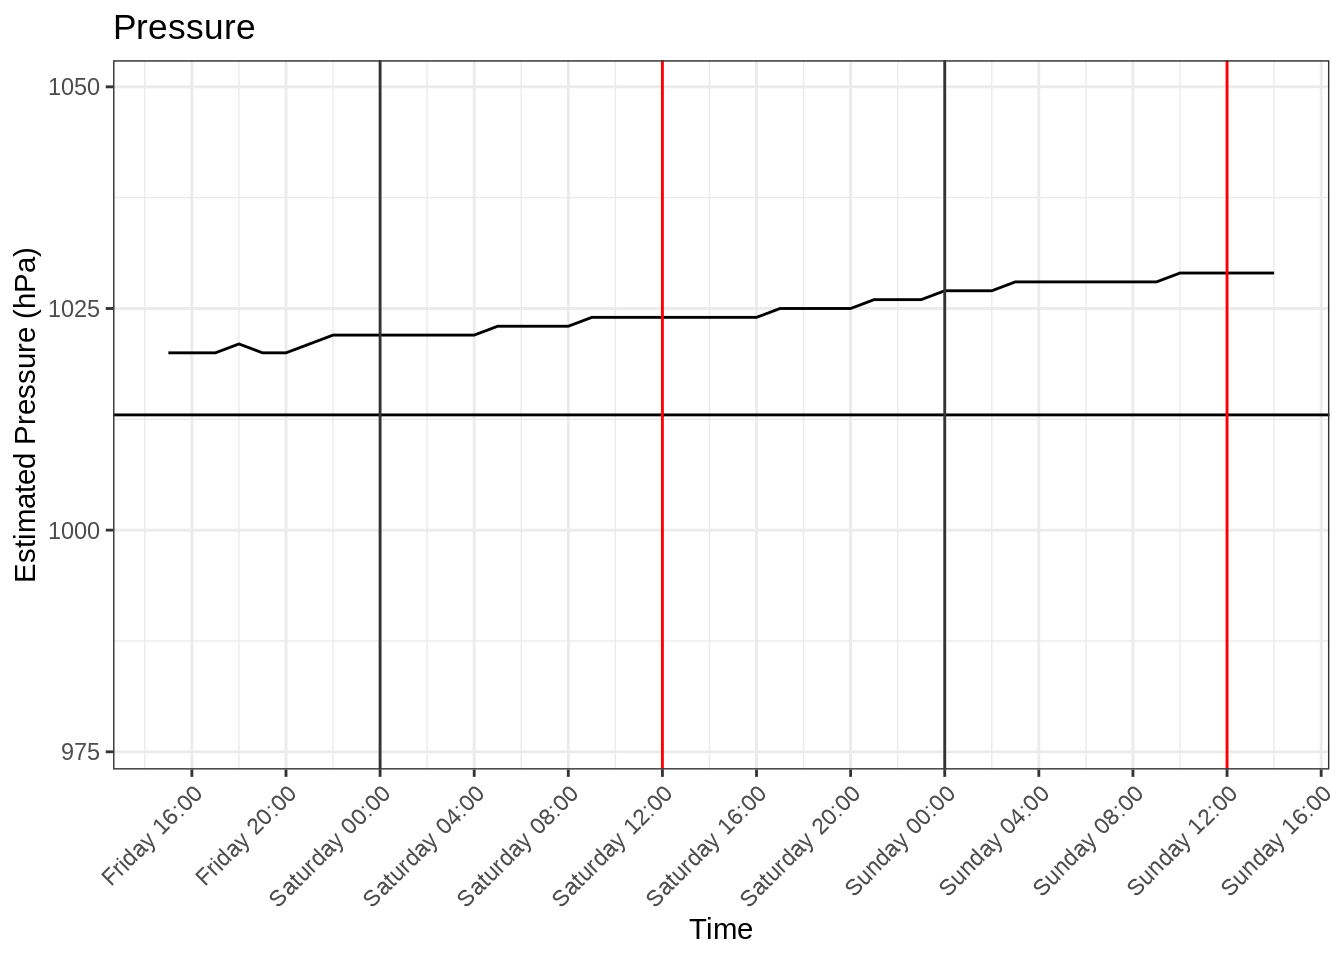 Pressure
Estimated Pressure (hPa)
1050
1025
1000
975
Friday 16:00
Friday 20:00
Saturday 00:00
Saturday 04:00
Saturday 08:00
Saturday 12:00
Saturday 16:00
Saturday 20:00
Sunday 00:00
Sunday 04:00
Sunday 08:00
Sunday 12:00
Sunday 16:00
Time